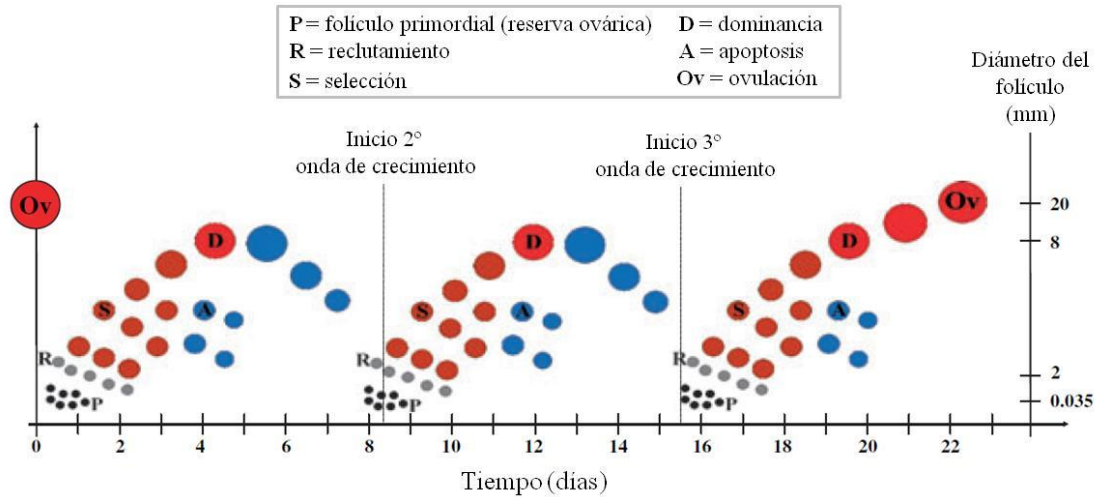 P = folículo primordial (reserva ovárica)
R = reclutamiento
S = selección
D = dominancia
A = apoptosis
Ov = ovulación
Diámetro del
folículo
(mm)
Inicio 2°
onda de crecimiento
Inicio 3°
onda de crecimiento
Ov
D
S
A
R
P
D
S
A
R
P
Ov
D
S
A
R
P
20
8
2
0.035
0 2 4 6 8 10 12 14 16 18 20 22
Tiempo (días)